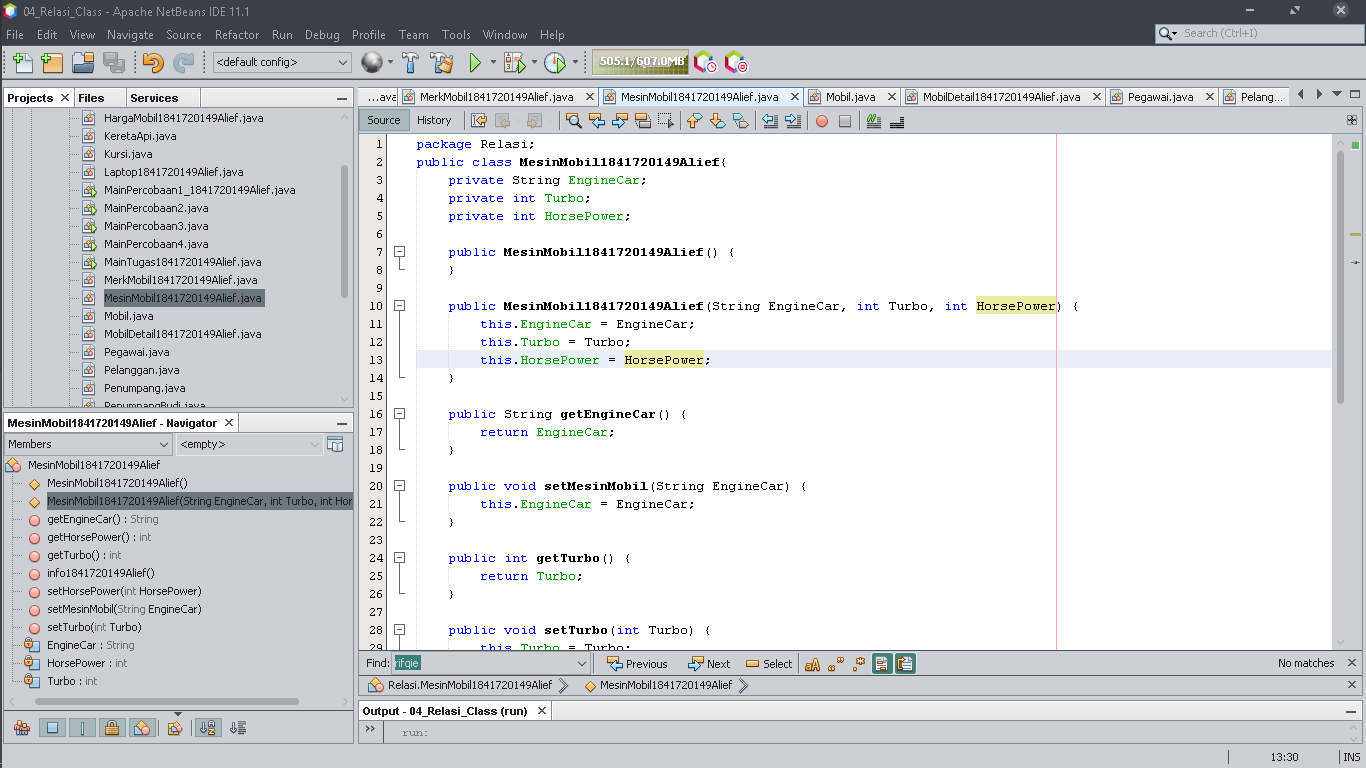 04_Relasi_Class - Apache NetBeans IDE 11.1
File Edit View Navigate Source Refactor Run Debug Profile Team Tools Window Help
Search (Ctrl+I)
<default config>
505.1/607.0MB
Projects Files Services
HargaMobil1841720149Alief.java
KeretaApi.java
Kursi.java
Laptop1841720149Alief.java
MainPercobaan1_1841720149Alief.java
MainPercobaan2.java
MainPercobaan3.java
MainPercobaan4.java
MainTugas1841720149Alief.java
MerkMobil1841720149Alief.java
MesinMobil1841720149Alief.java
Mobil.java
MobilDetail1841720149Alief.java
Pegawai.java
Pelanggan.java
Penumpang.java
PenumpangBudi.java
MesinMobil1841720149Alief - Navigator
Members <empty>
MesinMobil1841720149Alief
MesinMobil1841720149Alief()
MesinMobil1841720149Alief(String EngineCar, int Turbo, int Hor
getEngineCar() : String
getHorsePower() : int
getTurbo() : int
info1841720149Alief()
setHorsePower(int HorsePower)
setMesinMobil(String EngineCar)
setTurbo(int Turbo)
EngineCar : String
HorsePower : int
Turbo : int
...ava MerkMobil1841720149Alief.java MesinMobil1841720149Alief.java Mobil.java MobilDetail1841720149Alief.java Pegawai.java Pelang...
Source History
1 package Relasi;
2 public class MesinMobil1841720149Alief{
3 private String EngineCar;
4 private int Turbo;
5 private int HorsePower;
6
7 public MesinMobil1841720149Alief() {
8 }
9
10 public MesinMobil1841720149Alief(String EngineCar, int Turbo, int HorsePower) {
11 this.EngineCar = EngineCar;
12 this.Turbo = Turbo;
13 this.HorsePower = HorsePower;
14 }
15
16 public String getEngineCar() {
17 return EngineCar;
18 }
19
20 public void setMesinMobil(String EngineCar) {
21 this.EngineCar = EngineCar;
22 }
23
24 public int getTurbo() {
25 return Turbo;
26 }
27
28 public void setTurbo(int Turbo) {
29 this.Turbo = Turbo;
Find: rifqie Previous Next Select aA No matches
Relasi.MesinMobil1841720149Alief MesinMobil1841720149Alief
Output - 04_Relasi_Class (run)
run:
13:30 INS